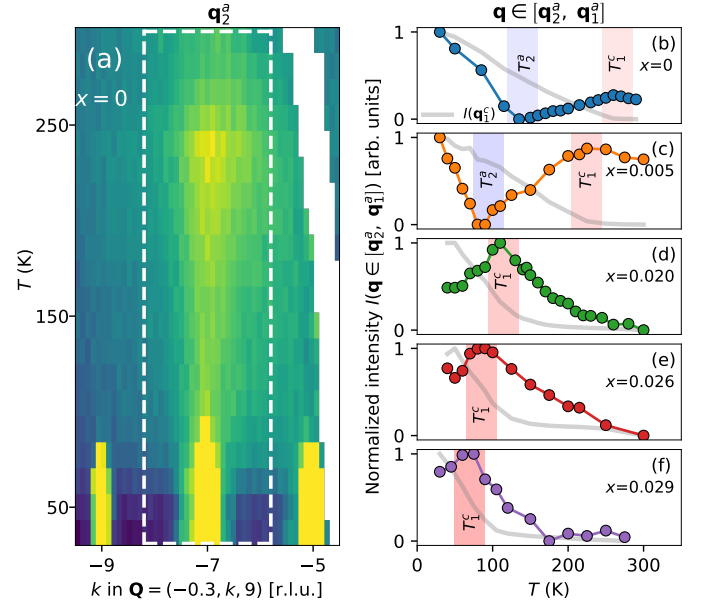 q₂ᵃ
(a)
x = 0
250
150
50
T (K)
−9
−7
−5
k in Q = (−0.3, k, 9) [r.l.u.]
q ∈ [q₂ᵃ, q₁ᵃ]
Normalized intensity I(q ∈ [q₂ᵃ, q₁ᵃ]) [arb. units]
1
0
T₂ᵃ
T₁ᶜ
(b)
x=0
I(q₁ᶜ)
1
0
T₂ᵃ
T₁ᶜ
(c)
x=0.005
1
0
T₁ᶜ
(d)
x=0.020
1
0
T₁ᶜ
(e)
x=0.026
1
0
T₁ᶜ
(f)
x=0.029
0
100
200
300
T (K)